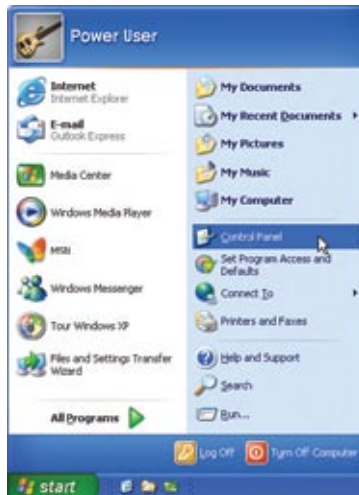 Power User
Internet
Internet Explorer
E-mail
Outlook Express
Media Center
Windows Media Player
MSN
Windows Messenger
Tour Windows XP
Files and Settings Transfer
Wizard
All Programs
My Documents
My Recent Documents
My Pictures
My Music
My Computer
Control Panel
Set Program Access and
Defaults
Connect To
Printers and Faxes
Help and Support
Search
Run...
Log Off
Turn Off Computer
start